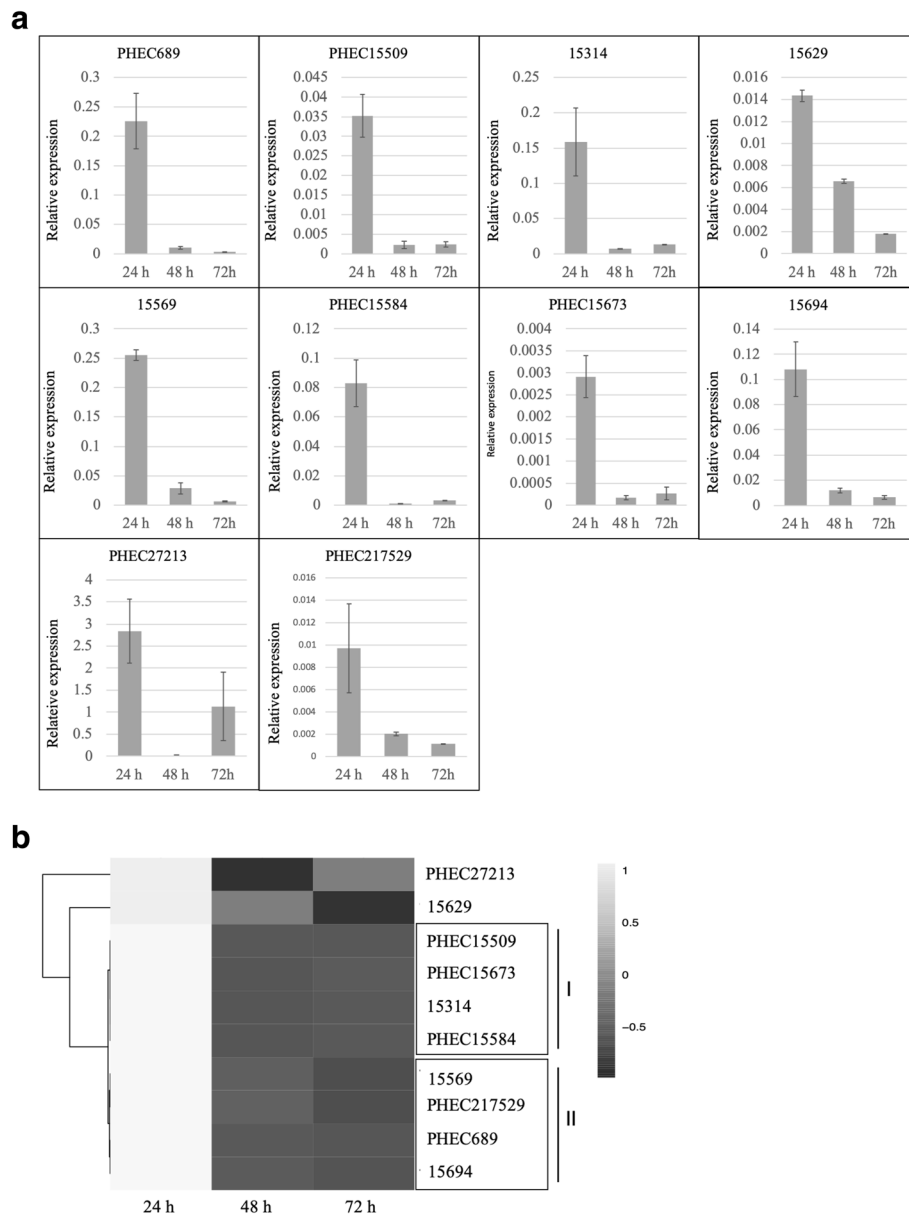 a
PHEC689
Relative expression
0.3
0.25
0.2
0.15
0.1
0.05
0
24 h 48 h 72h
PHEC15509
Relative expression
0.045
0.04
0.035
0.03
0.025
0.02
0.015
0.001
0.005
0
24 h 48 h 72h
15314
Relative expression
0.25
0.2
0.15
0.1
0.05
0
24 h 48 h 72h
15629
Relative expression
0.016
0.014
0.012
0.01
0.008
0.006
0.004
0.002
0
24 h 48 h 72h
15569
Relative expression
0.3
0.25
0.2
0.15
0.1
0.05
0
24 h 48 h 72h
PHEC15584
Relative expression
0.12
0.1
0.08
0.06
0.04
0.02
0
24 h 48 h 72h
PHEC15673
Relative expression
0.004
0.0035
0.003
0.0025
0.002
0.0015
0.001
0.0005
0
24 h 48 h 72h
15694
Relative expression
0.14
0.12
0.10
0.08
0.06
0.04
0.02
0
24 h 48 h 72h
PHEC27213
Relateive expression
4
3.5
3
2.5
2
1.5
1
0.5
0
24 h 48 h 72h
PHEC217529
Relative expression
0.016
0.014
0.012
0.01
0.008
0.006
0.004
0.002
0
24 h 48 h 72h
b
PHEC27213
15629
PHEC15509
PHEC15673
15314
PHEC15584
I
15569
PHEC217529
PHEC689
15694
II
24 h 48 h 72 h
1
0.5
0
−0.5